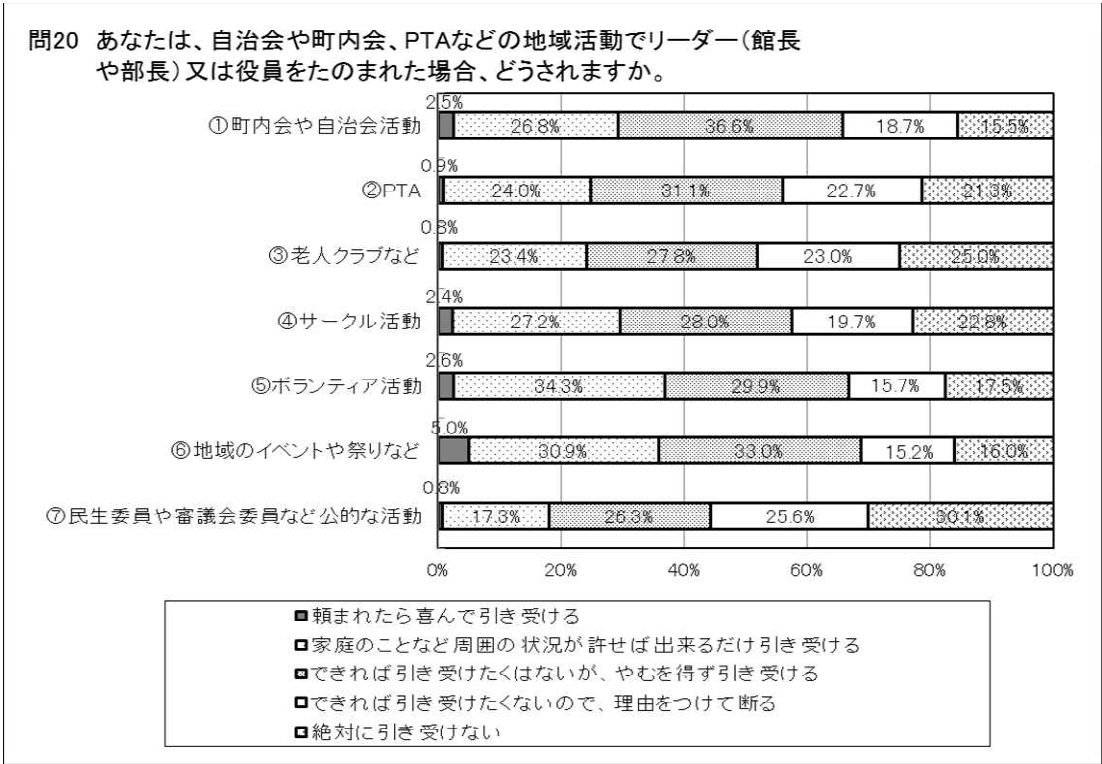 問20 あなたは、自治会や町内会、PTAなどの地域活動でリーダー（館長
や部長）又は役員をたのまれた場合、どうされますか。
2.5%
①町内会や自治会活動 26.8% 36.6% 18.7% 15.5%
0.9%
②PTA 24.0% 31.1% 22.7% 21.3%
0.8%
③老人クラブなど 23.4% 27.8% 23.0% 25.0%
2.4%
④サークル活動 27.2% 28.0% 19.7% 22.8%
2.6%
⑤ボランティア活動 34.3% 29.9% 15.7% 17.5%
5.0%
⑥地域のイベントや祭りなど 30.9% 33.0% 15.2% 16.0%
0.8%
⑦民生委員や審議会委員など公的な活動 17.3% 26.3% 25.6% 30.1%
0% 20% 40% 60% 80% 100%
頼まれたら喜んで引き受ける
家庭のことなど周囲の状況が許せば出来るだけ引き受ける
できれば引き受けたくはないが、やむを得ず引き受ける
できれば引き受けたくないので、理由をつけて断る
絶対に引き受けない